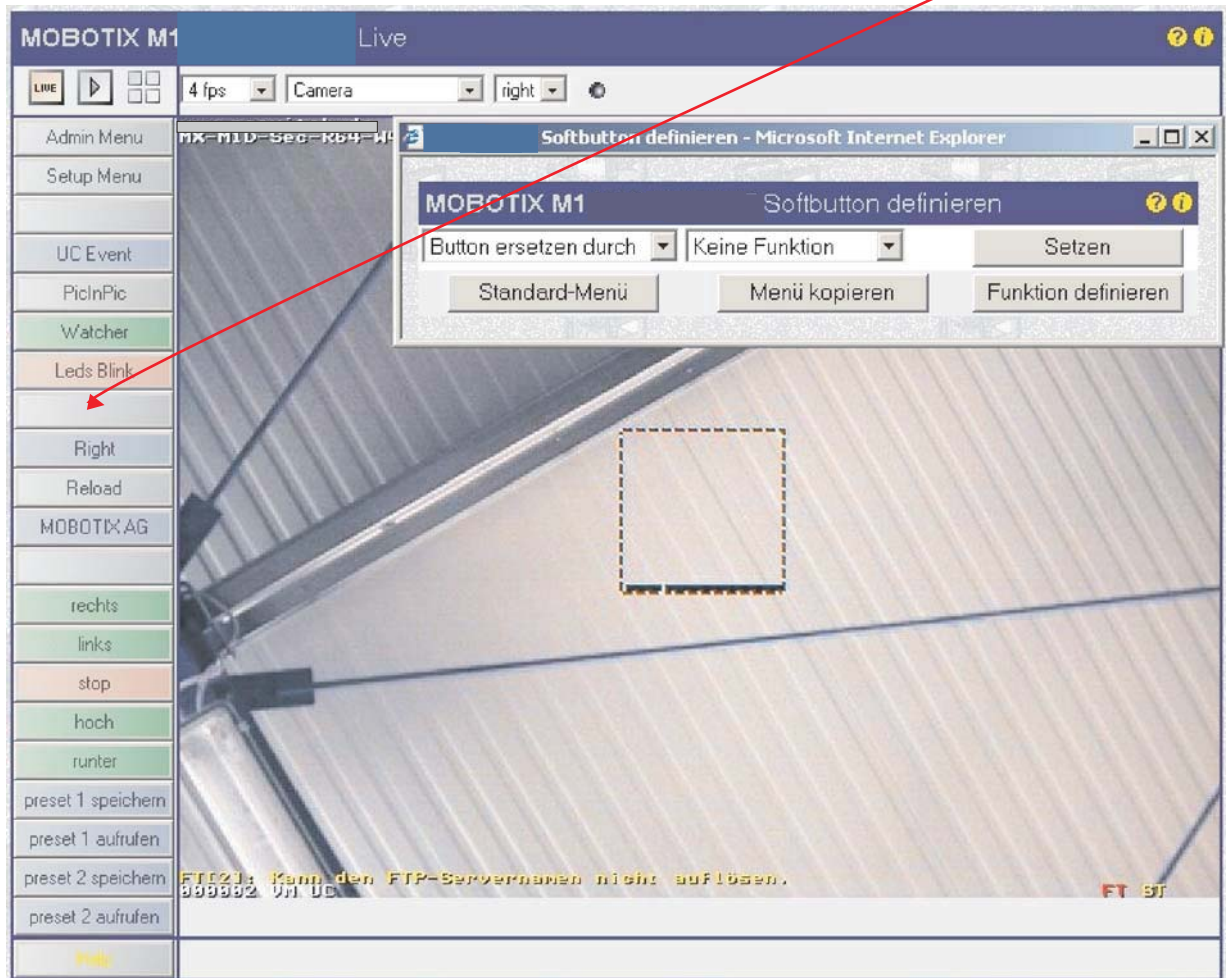 MOBOTIX M1 Live
LIVE 4 fps Camera right
Admin Menu
Setup Menu
UC Event
PicInPic
Watcher
Leds Blink
Right
Reload
MOBOTIX AG
rechts
links
stop
hoch
runter
preset 1 speichern
preset 1 aufrufen
preset 2 speichern
preset 2 aufrufen
Softbutton definieren - Microsoft Internet Explorer
MOBOTIX M1 Softbutton definieren
Button ersetzen durch Keine Funktion Setzen
Standard-Menü Menü kopieren Funktion definieren
FT[2]: Kann den FTP-Servernamen nicht auflösen.
000002 VM UC
FT ST